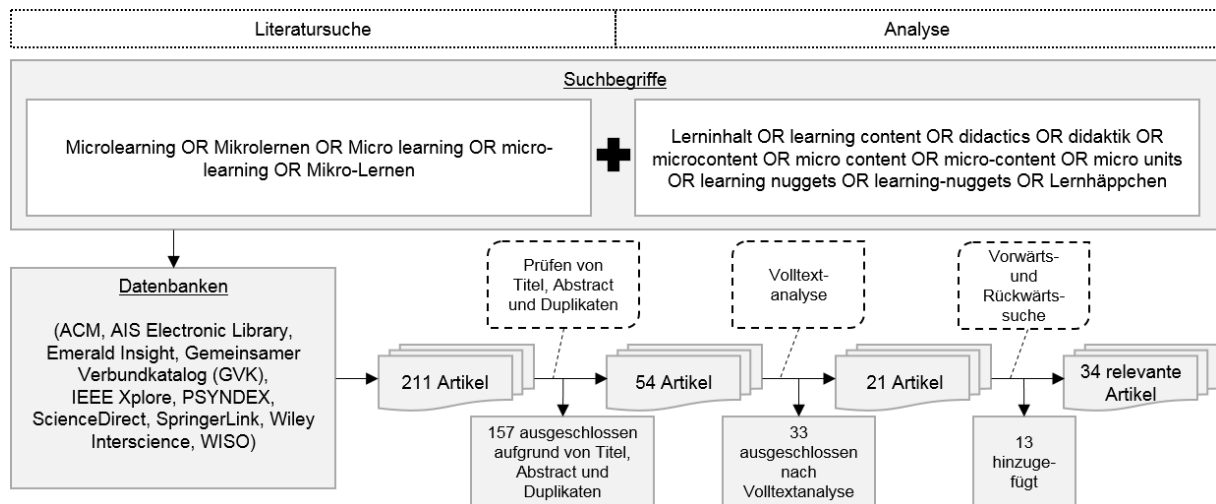 Literatursuche
Analyse
Suchbegriffe
Microlearning OR Mikrolernen OR Micro learning OR micro-
learning OR Mikro-Lernen
Lerninhalt OR learning content OR didactics OR didaktik OR
microcontent OR micro content OR micro-content OR micro units
OR learning nuggets OR learning-nuggets OR Lernhäppchen
Datenbanken
(ACM, AIS Electronic Library,
Emerald Insight, Gemeinsamer
Verbundkatalog (GVK),
IEEE Xplore, PSYNDEX,
ScienceDirect, SpringerLink, Wiley
Interscience, WISO)
211 Artikel
Prüfen von
Titel, Abstract
und Duplikaten
157 ausgeschlossen
aufgrund von Titel,
Abstract und
Duplikaten
54 Artikel
Volltext-
analyse
33
ausgeschlossen
nach
Volltextanalyse
21 Artikel
Vorwärts-
und
Rückwärts-
suche
13
hinzuge-
fügt
34 relevante
Artikel